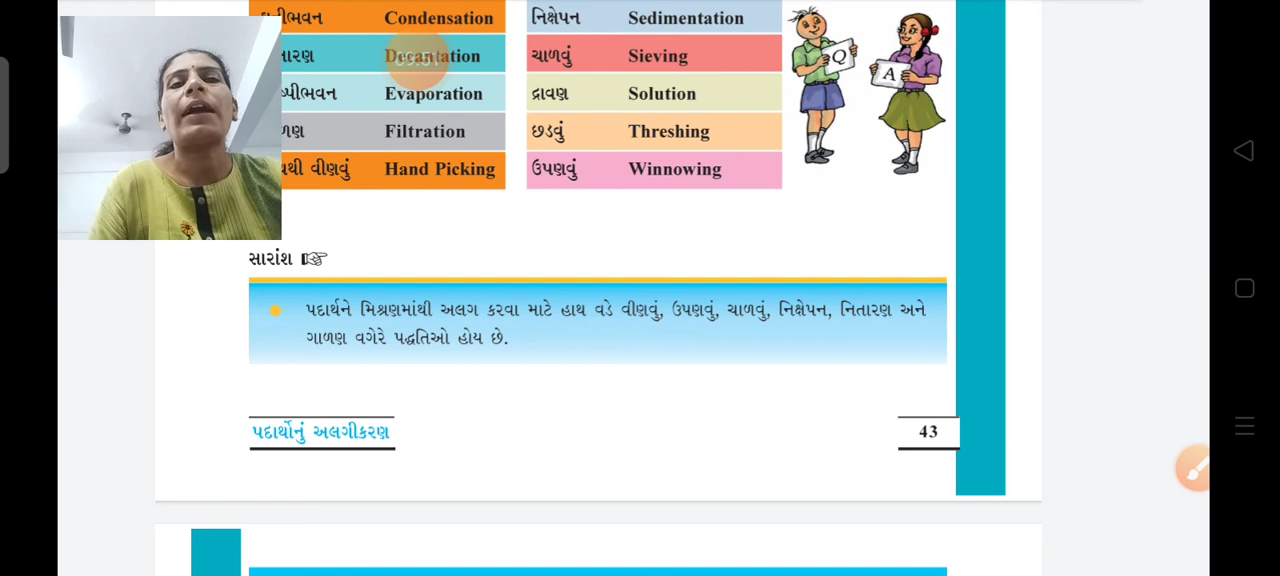 Condensation
નિક્ષેપન Sedimentation
ચાળવું Sieving
Evaporation
દ્રાવણ Solution
Filtration
છડવું Threshing
વીણવું Hand Picking
ઉપણવું Winnowing
Q
A
સારાંશ
પદાર્થને મિશ્રણમાંથી અલગ કરવા માટે હાથ વડે વીણવું, ઉપણવું, ચાળવું, નિક્ષેપન, નિતારણ અને
ગાળણ વગેરે પદ્ધતિઓ હોય છે.
પદાર્થોનું અલગીકરણ
43